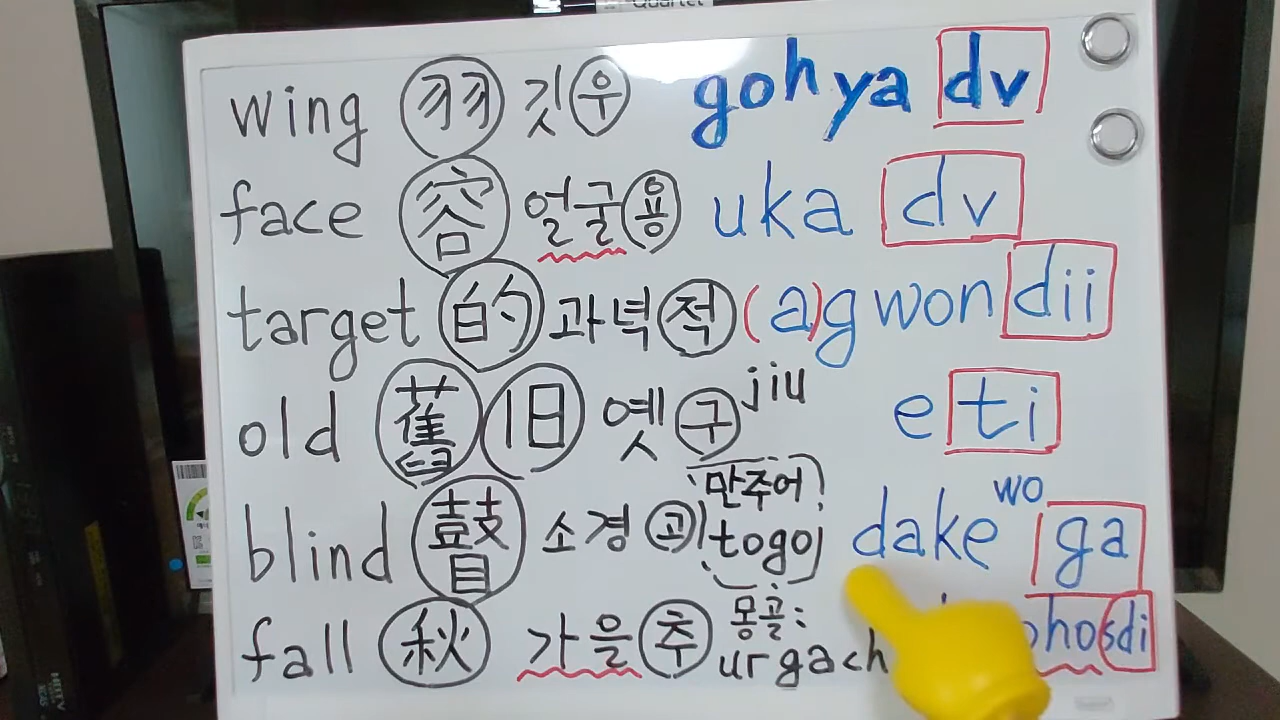 Quartet
wing 羽 깃 우 gohya dv
face 容 얼굴 용 uka dv
target 的 과녁 적 (a)gwon dii
old 舊 旧 옛 구 jiu e ti
blind 瞽 소경 고 만주어 togo dake wo ga
fall 秋 가을 추 몽골: urgach hosdi